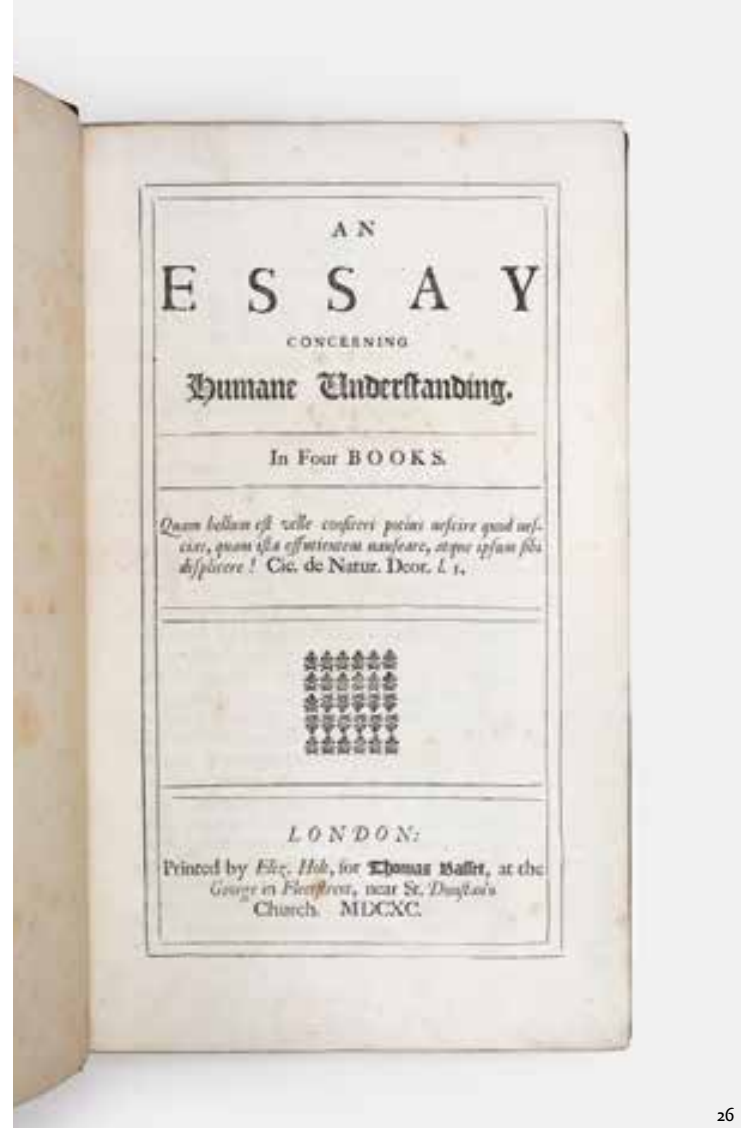 AN
ESSAY
CONCERNING
Humane Understanding.
In Four BOOKS.
Quam bellum est velle confiteri potius nescire quod nes-
cias, quam ista effutientem nauseare, atque ipsum sibi
displicere ! Cic. de Natur. Deor. l. 1.
LONDON:
Printed by Eliz. Holt, for Thomas Basset, at the
George in Fleetstreet, near St. Dunstan's
Church. MDCXC.
26